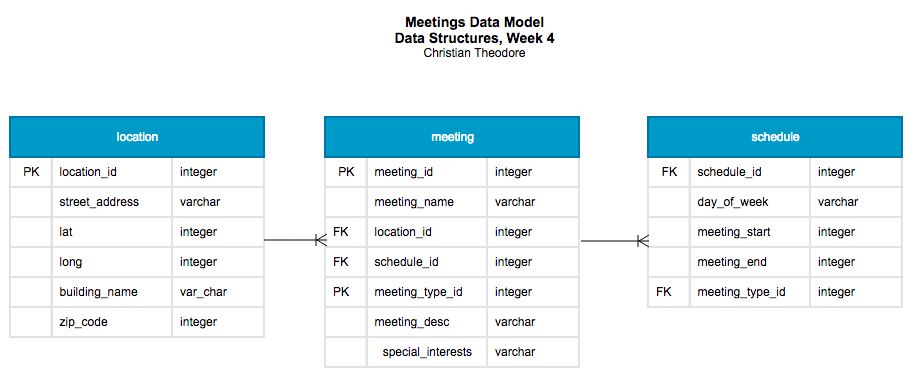 Meetings Data Model
Data Structures, Week 4
Christian Theodore
location
PK location_id integer
street_address varchar
lat integer
long integer
building_name var_char
zip_code integer
meeting
PK meeting_id integer
meeting_name varchar
FK location_id integer
FK schedule_id integer
PK meeting_type_id integer
meeting_desc varchar
special_interests varchar
schedule
FK schedule_id integer
day_of_week varchar
meeting_start integer
meeting_end integer
FK meeting_type_id integer